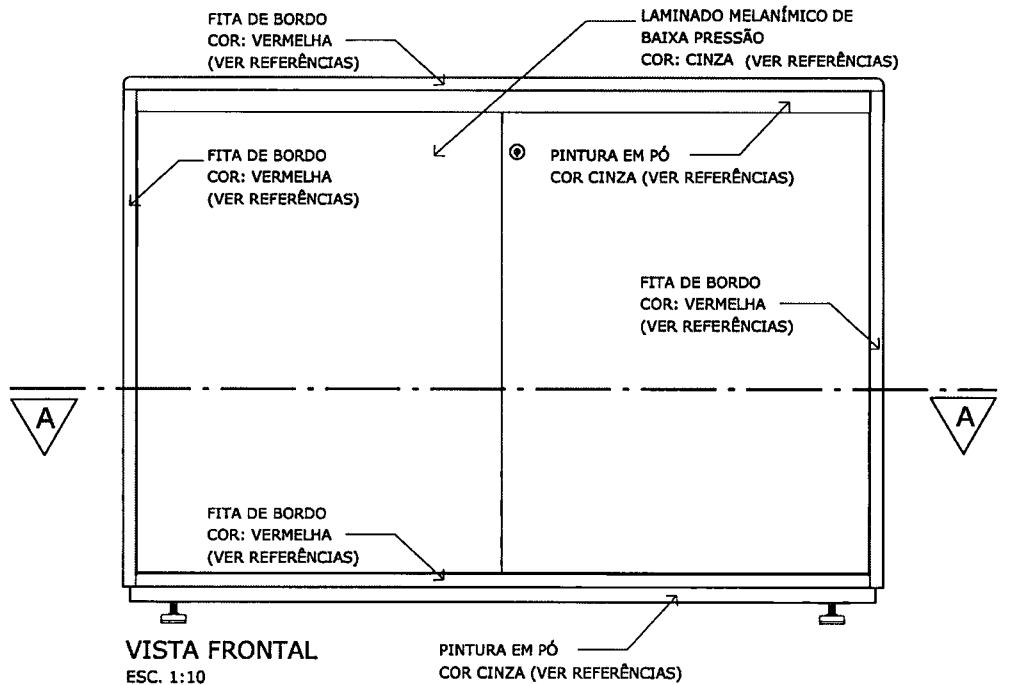 FITA DE BORDO
COR: VERMELHA
(VER REFERÊNCIAS)
LAMINADO MELANÍMICO DE
BAIXA PRESSÃO
COR: CINZA (VER REFERÊNCIAS)
FITA DE BORDO
COR: VERMELHA
(VER REFERÊNCIAS)
PINTURA EM PÓ
COR CINZA (VER REFERÊNCIAS)
FITA DE BORDO
COR: VERMELHA
(VER REFERÊNCIAS)
A
A
FITA DE BORDO
COR: VERMELHA
(VER REFERÊNCIAS)
VISTA FRONTAL
ESC. 1:10
PINTURA EM PÓ
COR CINZA (VER REFERÊNCIAS)